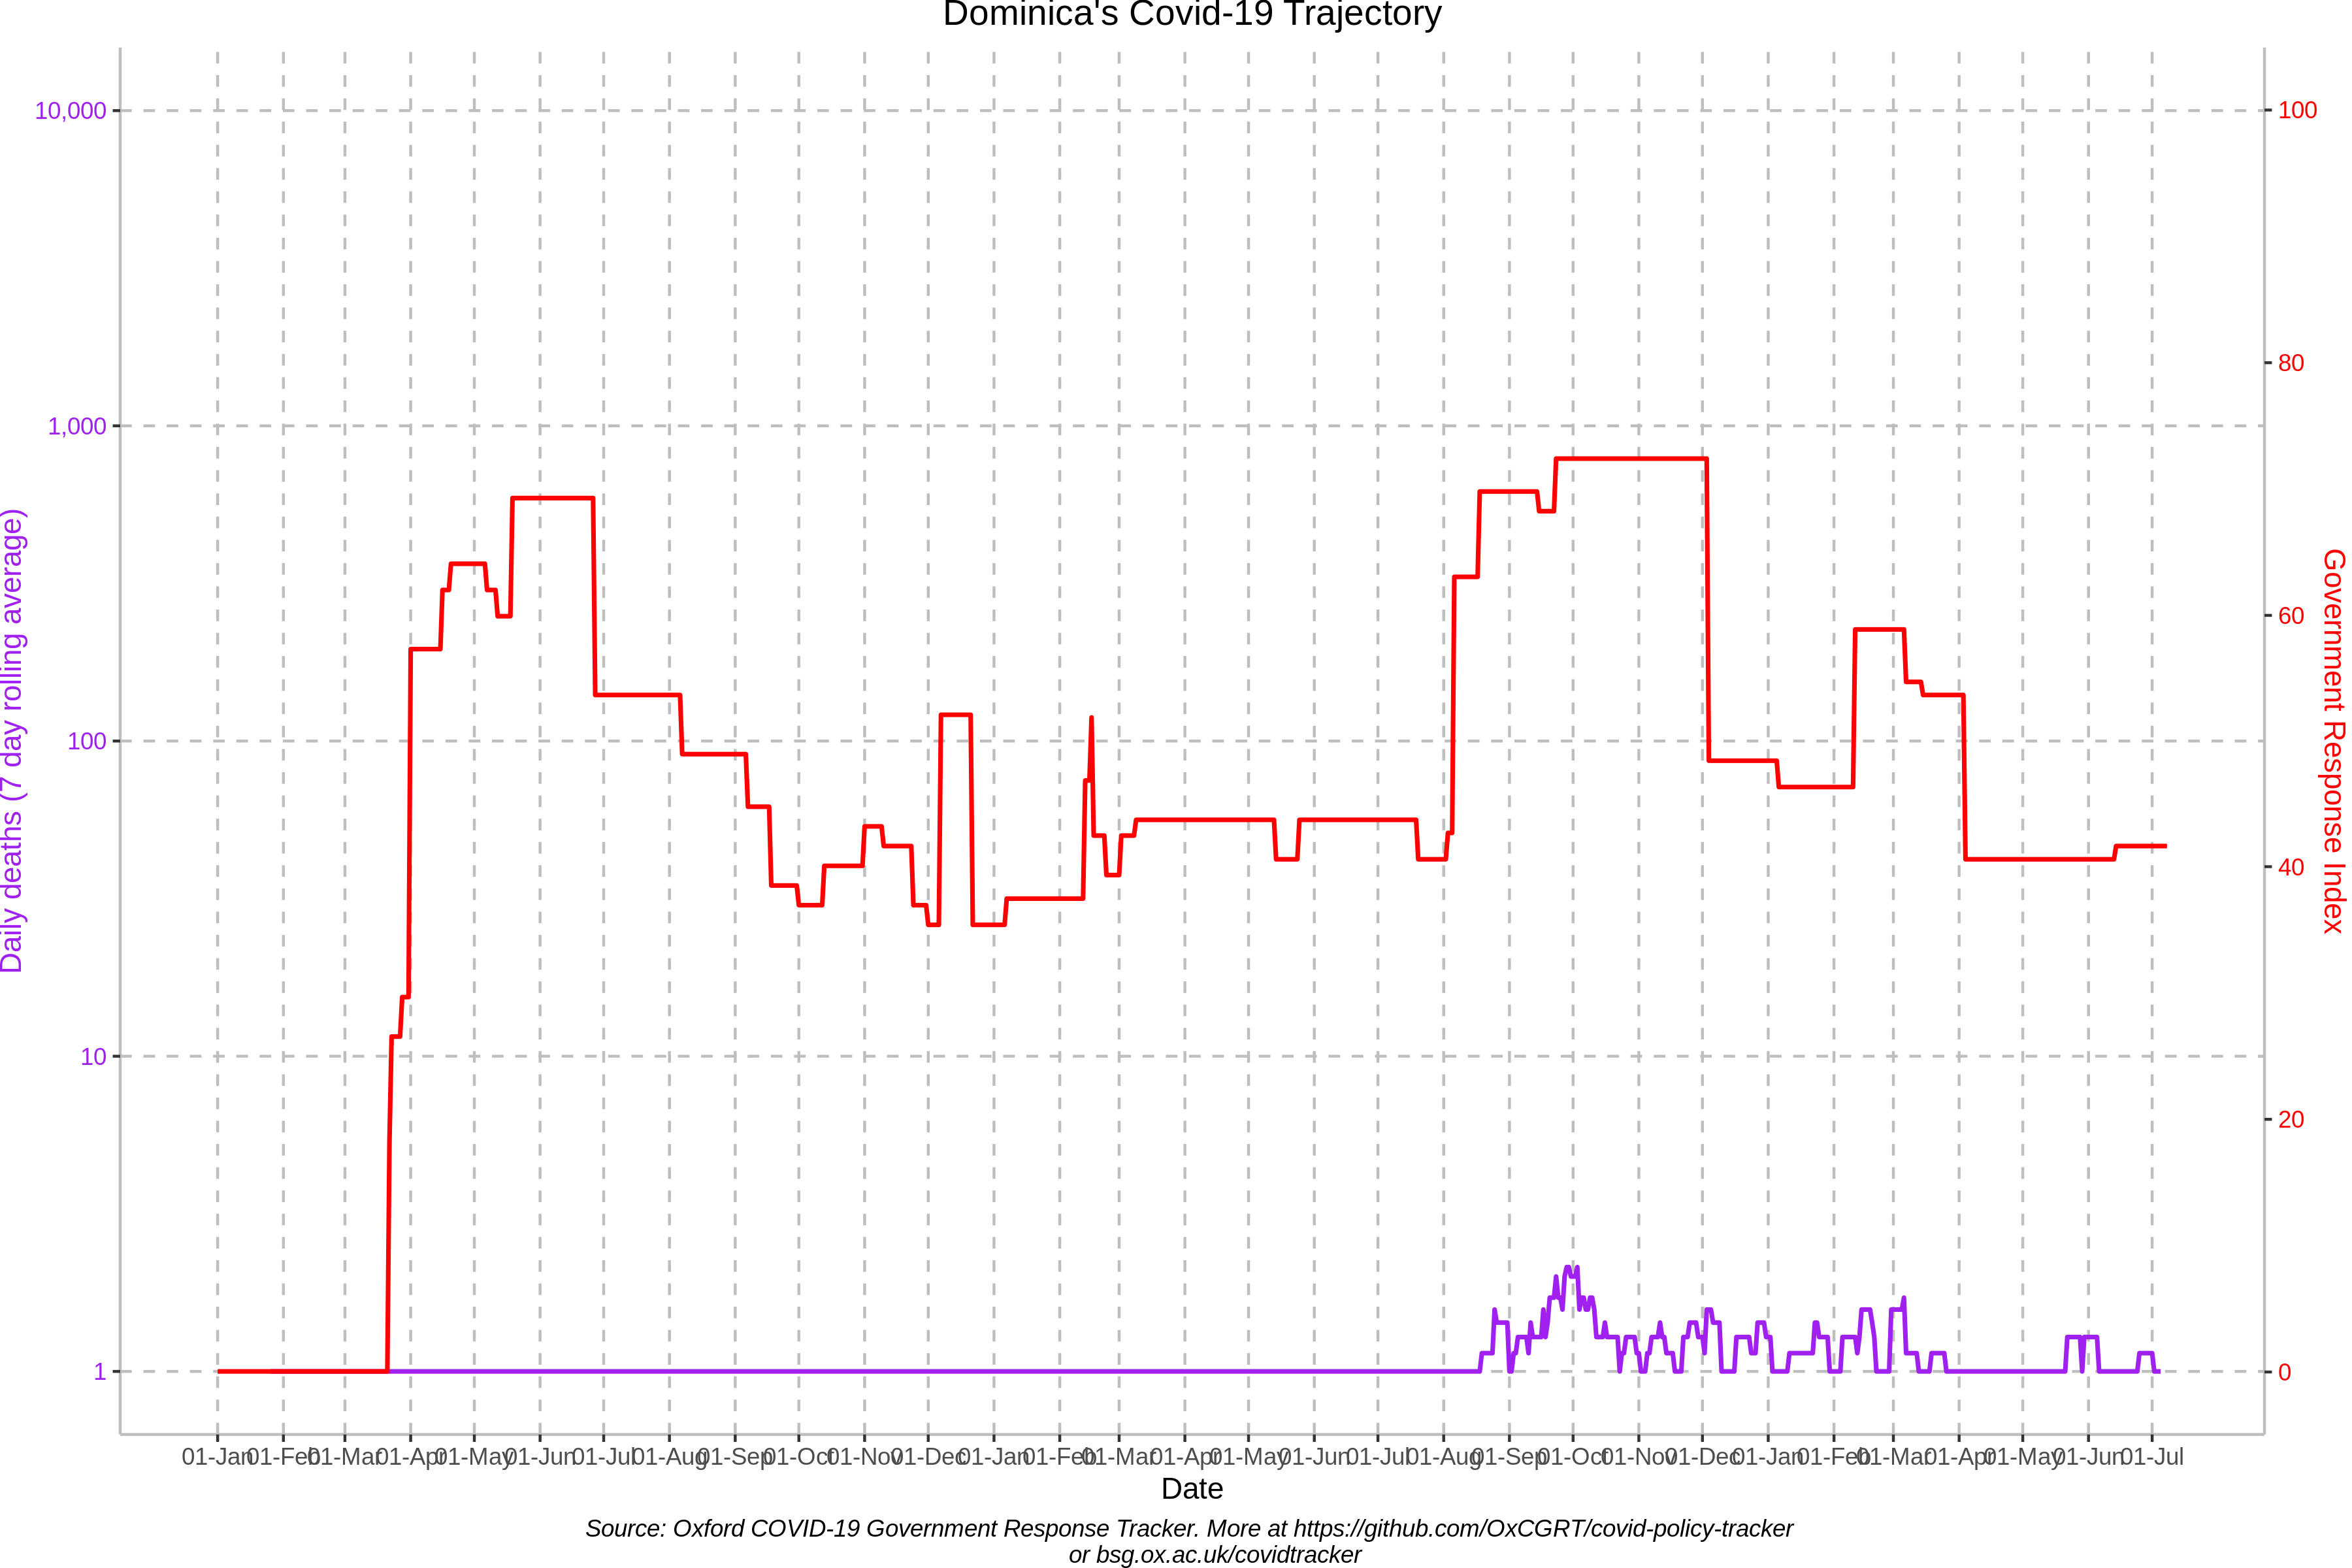 Dominica's Covid-19 Trajectory
10,000
1,000
100
10
1
Daily deaths (7 day rolling average)
100
80
60
40
20
0
Government Response Index
01-Jan 01-Feb 01-Mar 01-Apr 01-May 01-Jun 01-Jul 01-Aug 01-Sep 01-Oct 01-Nov 01-Dec 01-Jan 01-Feb 01-Mar 01-Apr 01-May 01-Jun 01-Jul 01-Aug 01-Sep 01-Oct 01-Nov 01-Dec 01-Jan 01-Feb 01-Mar 01-Apr 01-May 01-Jun 01-Jul
Date
Source: Oxford COVID-19 Government Response Tracker. More at https://github.com/OxCGRT/covid-policy-tracker
or bsg.ox.ac.uk/covidtracker